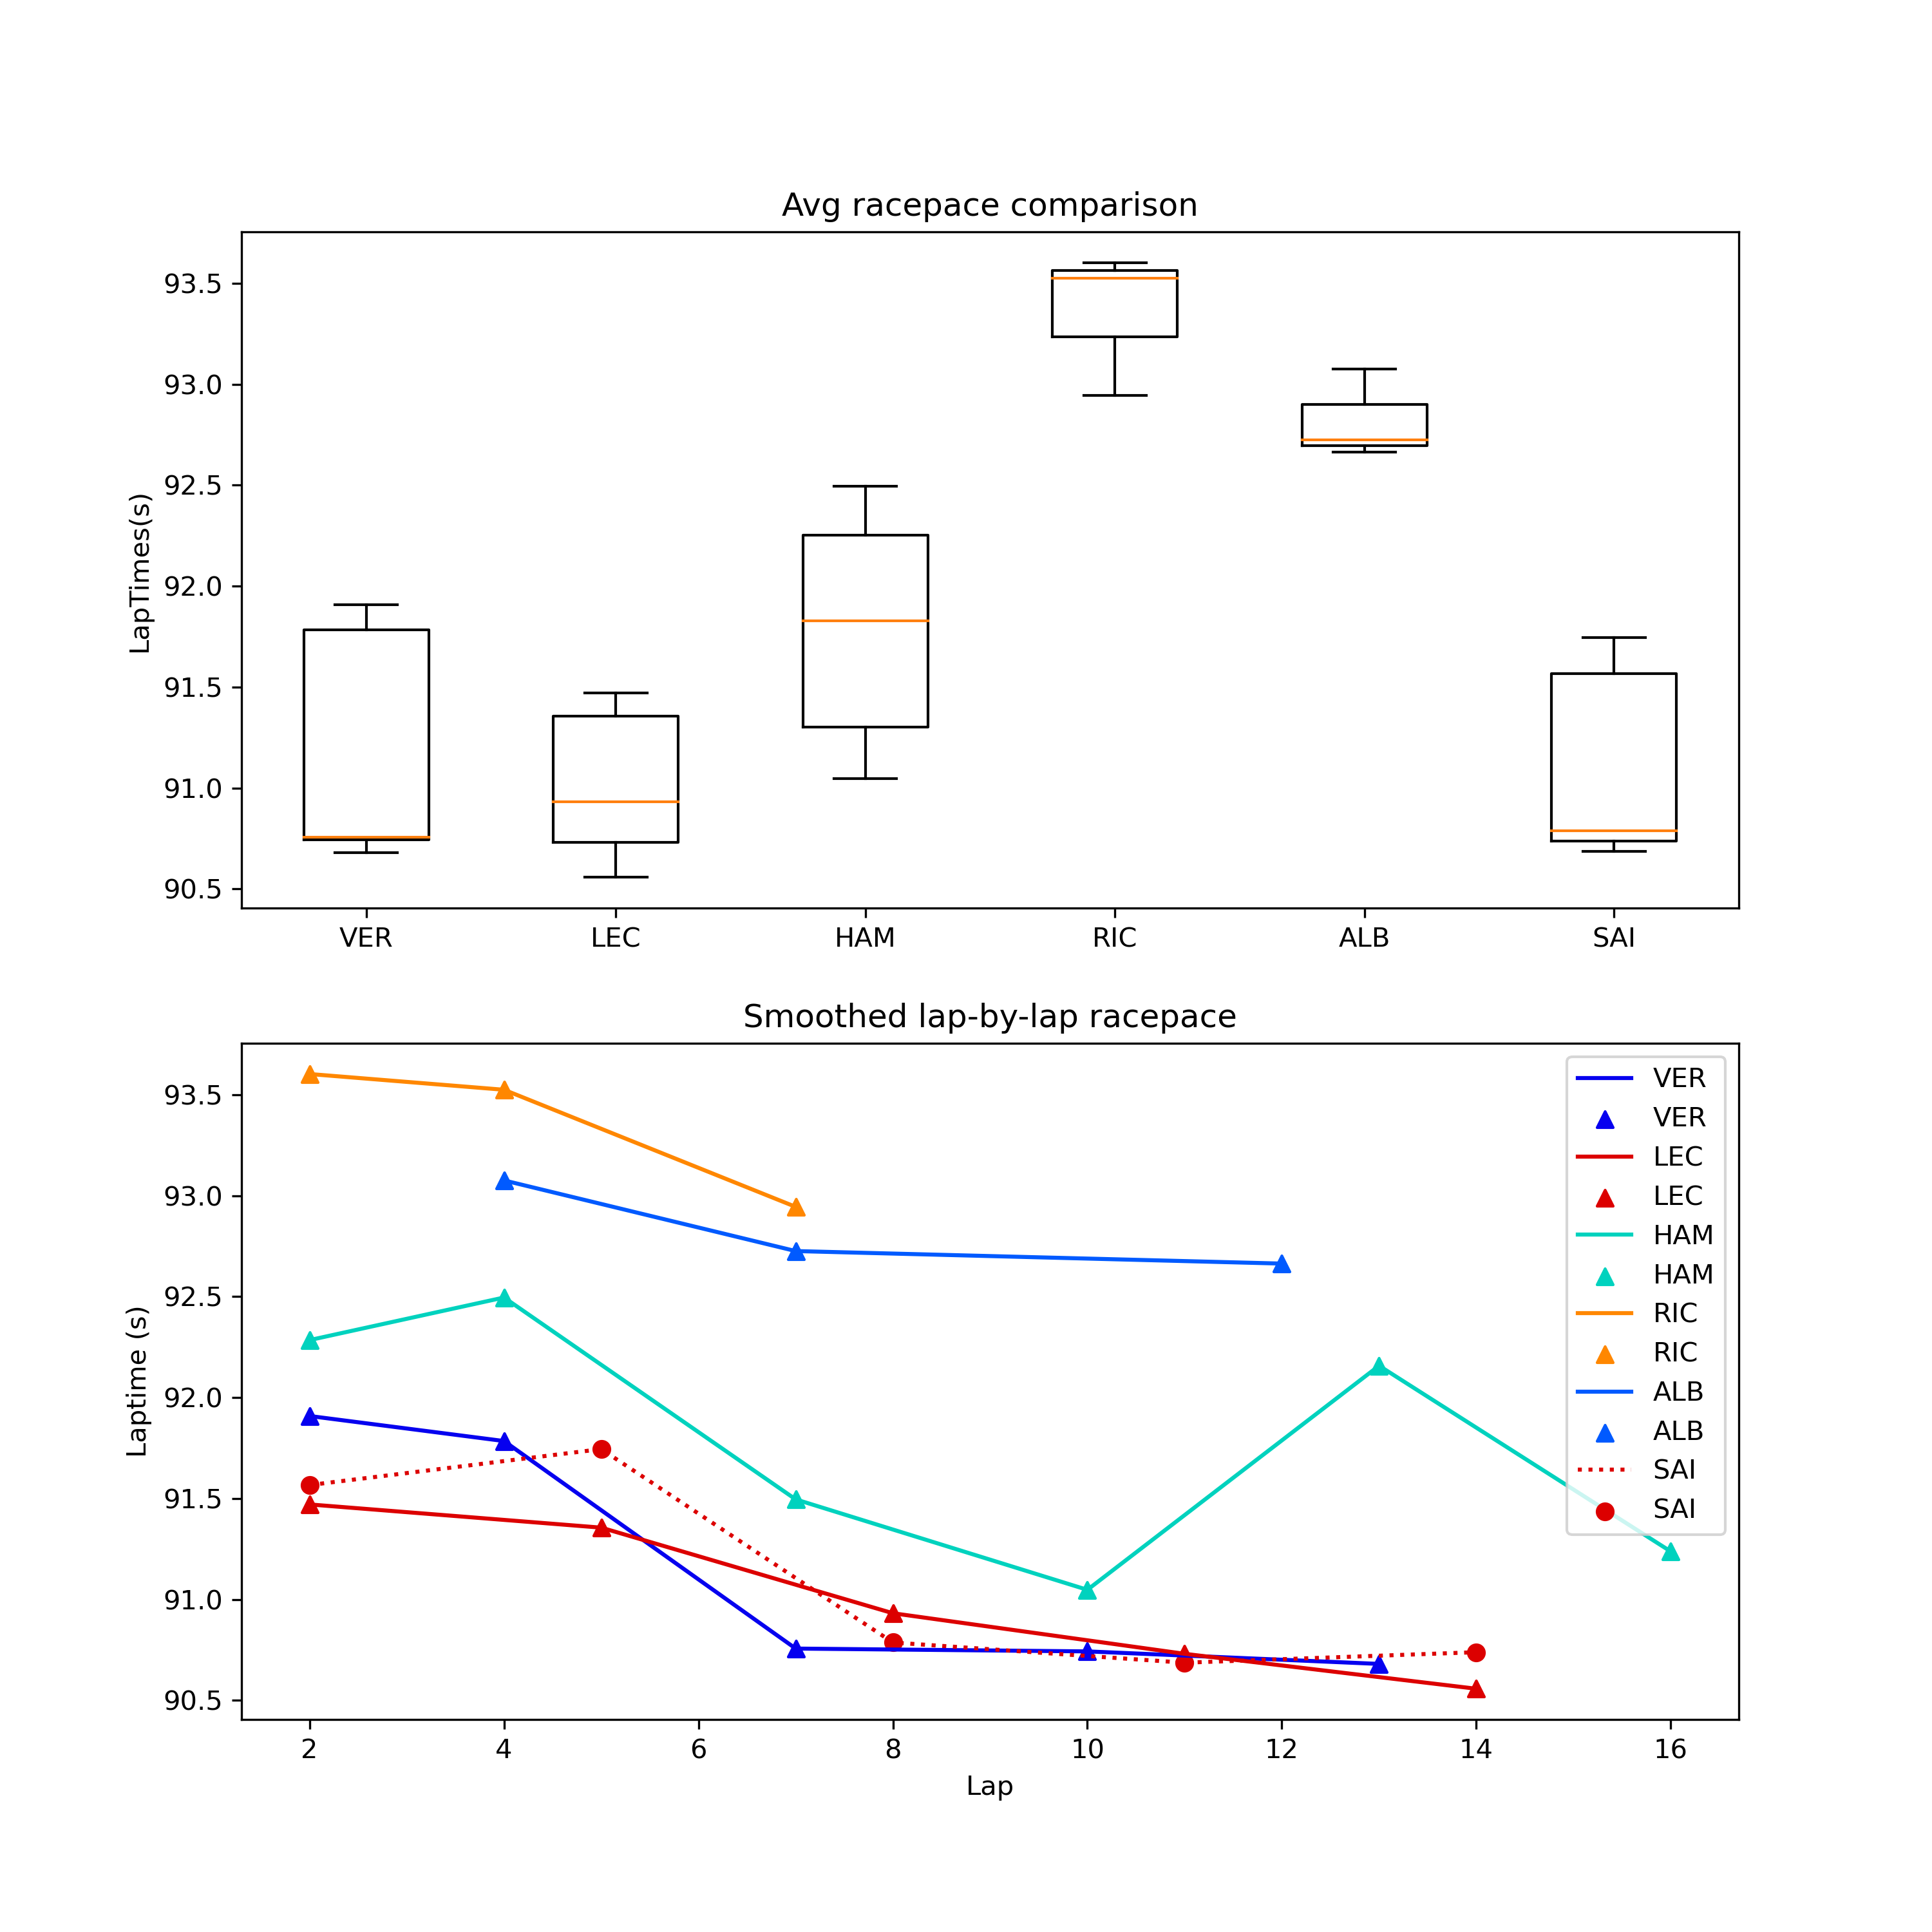 Avg racepace comparison
LapTimes(s)
93.5
93.0
92.5
92.0
91.5
91.0
90.5
VER LEC HAM RIC ALB SAI
Smoothed lap-by-lap racepace
Laptime (s)
93.5
93.0
92.5
92.0
91.5
91.0
90.5
VER
VER
LEC
LEC
HAM
HAM
RIC
RIC
ALB
ALB
SAI
SAI
2 4 6 8 10 12 14 16
Lap